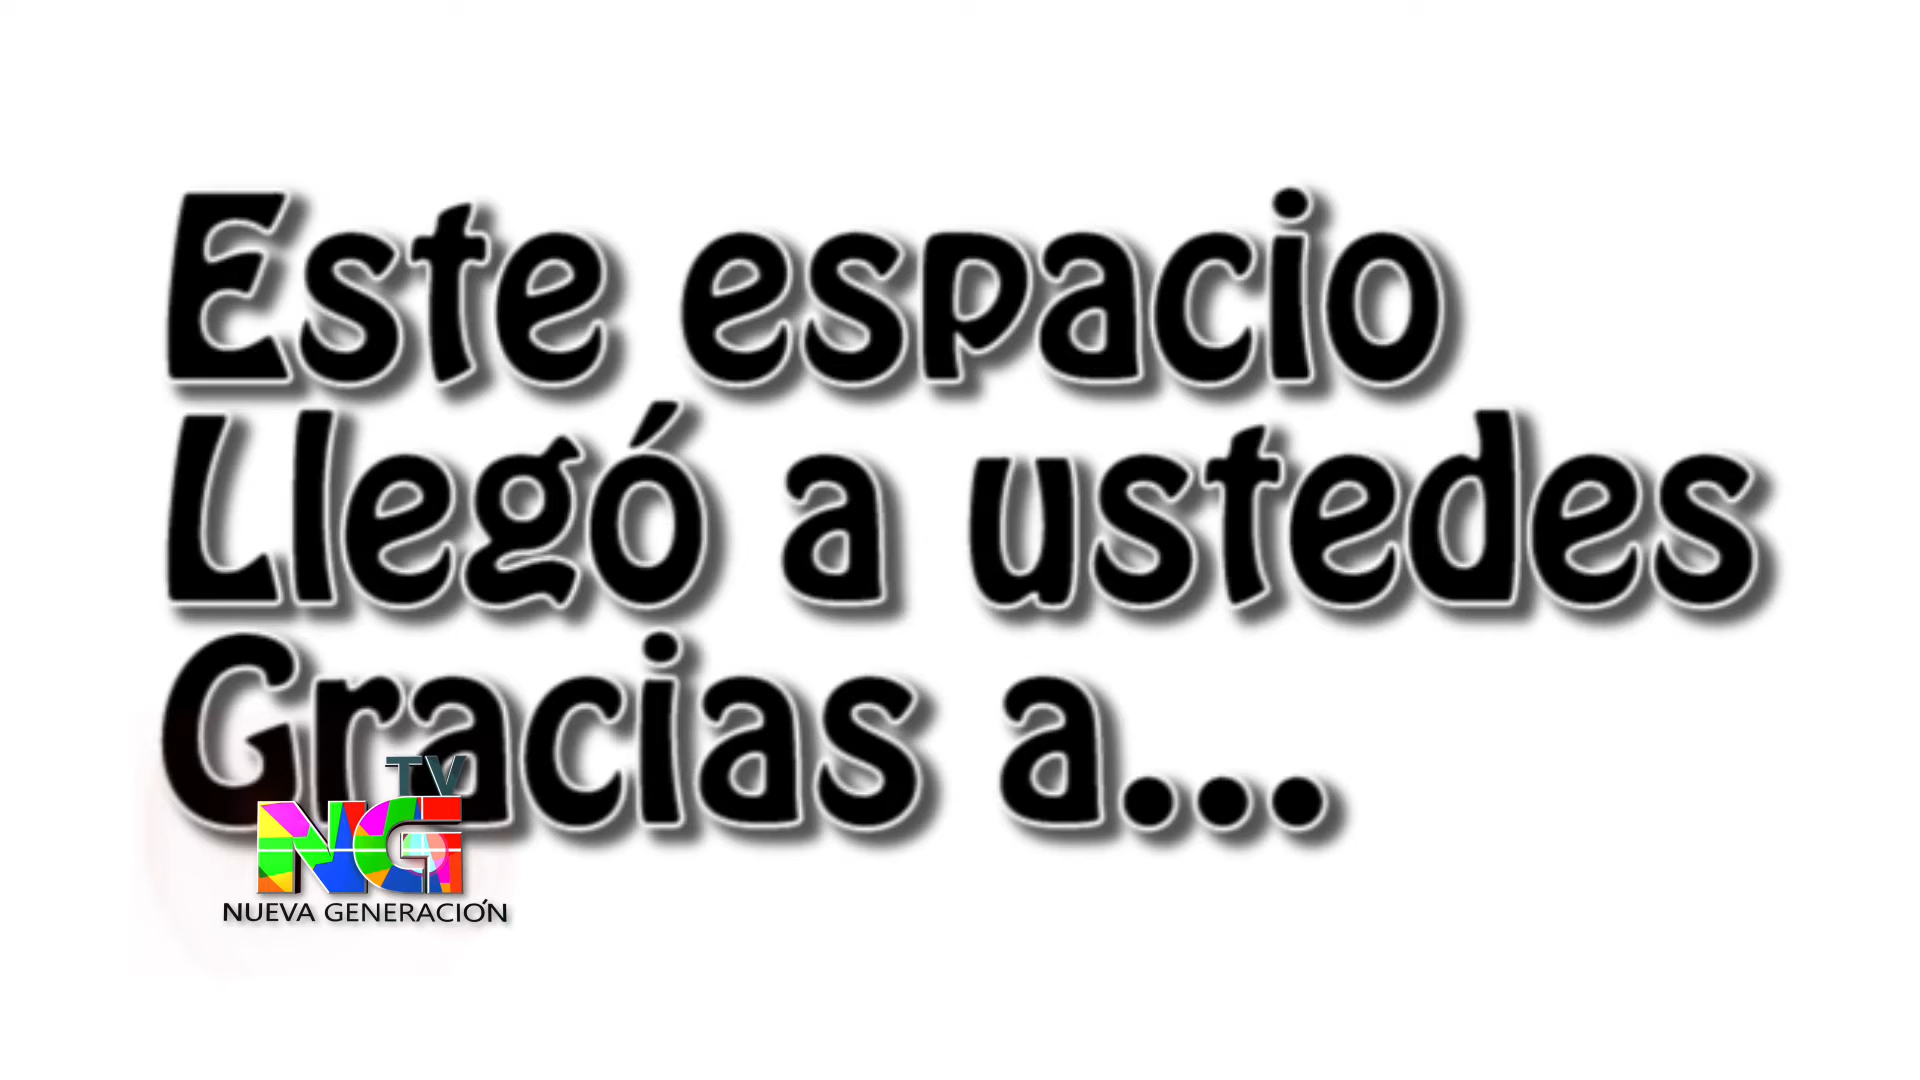 Este espacio
Llegó a ustedes
Gracias a...
TV
NG
NUEVA GENERACIÓN